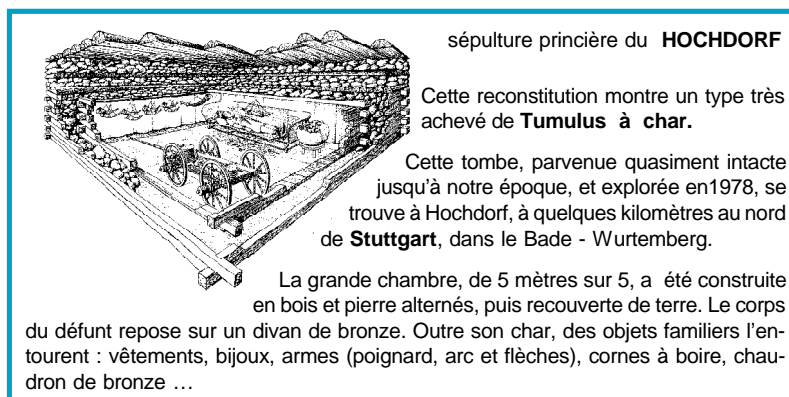 sépulture princière du HOCHDORF
Cette reconstitution montre un type très
achevé de Tumulus à char.
Cette tombe, parvenue quasiment intacte
jusqu'à notre époque, et explorée en1978, se
trouve à Hochdorf, à quelques kilomètres au nord
de Stuttgart, dans le Bade - Wurtemberg.
La grande chambre, de 5 mètres sur 5, a été construite
en bois et pierre alternés, puis recouverte de terre. Le corps
du défunt repose sur un divan de bronze. Outre son char, des objets familiers l'en-
tourent : vêtements, bijoux, armes (poignard, arc et flèches), cornes à boire, chau-
dron de bronze …